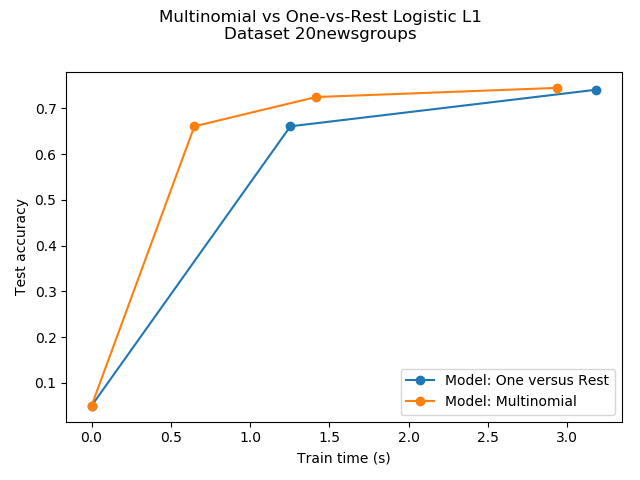 Multinomial vs One-vs-Rest Logistic L1
Dataset 20newsgroups
Test accuracy
0.7
0.6
0.5
0.4
0.3
0.2
0.1
Model: One versus Rest
Model: Multinomial
0.0 0.5 1.0 1.5 2.0 2.5 3.0
Train time (s)